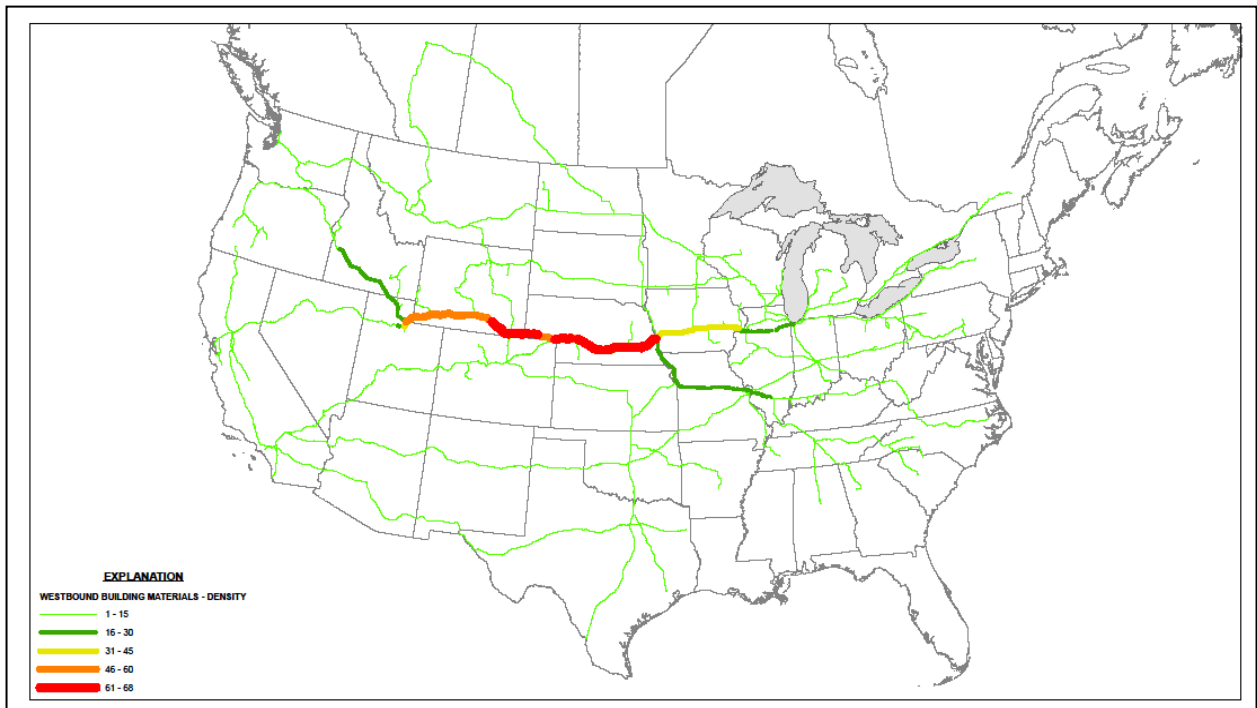 EXPLANATION
WESTBOUND BUILDING MATERIALS - DENSITY
1 - 15
16 - 30
31 - 45
46 - 60
61 - 68